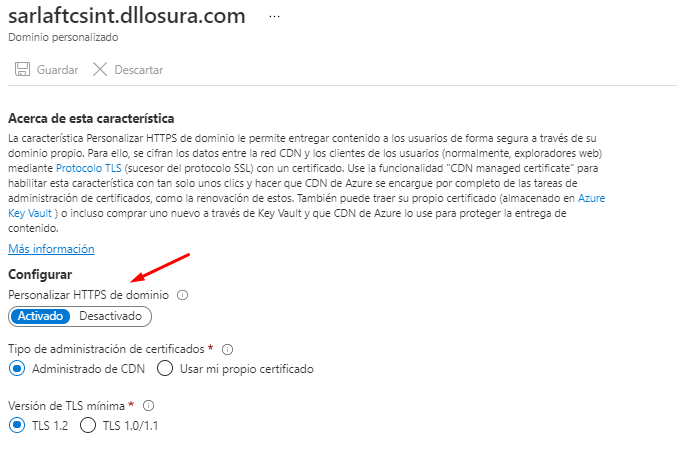 sarlaftcsint.dllosura.com ...
Dominio personalizado
Guardar Descartar
Acerca de esta característica
La característica Personalizar HTTPS de dominio le permite entregar contenido a los usuarios de forma segura a través de su
dominio propio. Para ello, se cifran los datos entre la red CDN y los clientes de los usuarios (normalmente, exploradores web)
mediante Protocolo TLS (sucesor del protocolo SSL) con un certificado. Use la funcionalidad "CDN managed certificate" para
habilitar esta característica con tan solo unos clics y hacer que CDN de Azure se encargue por completo de las tareas de
administración de certificados, como la renovación de estos. También puede traer su propio certificado (almacenado en Azure
Key Vault ) o incluso comprar uno nuevo a través de Key Vault y que CDN de Azure lo use para proteger la entrega de
contenido.
Más información
Configurar
Personalizar HTTPS de dominio
Activado Desactivado
Tipo de administración de certificados *
Administrado de CDN Usar mi propio certificado
Versión de TLS mínima *
TLS 1.2 TLS 1.0/1.1